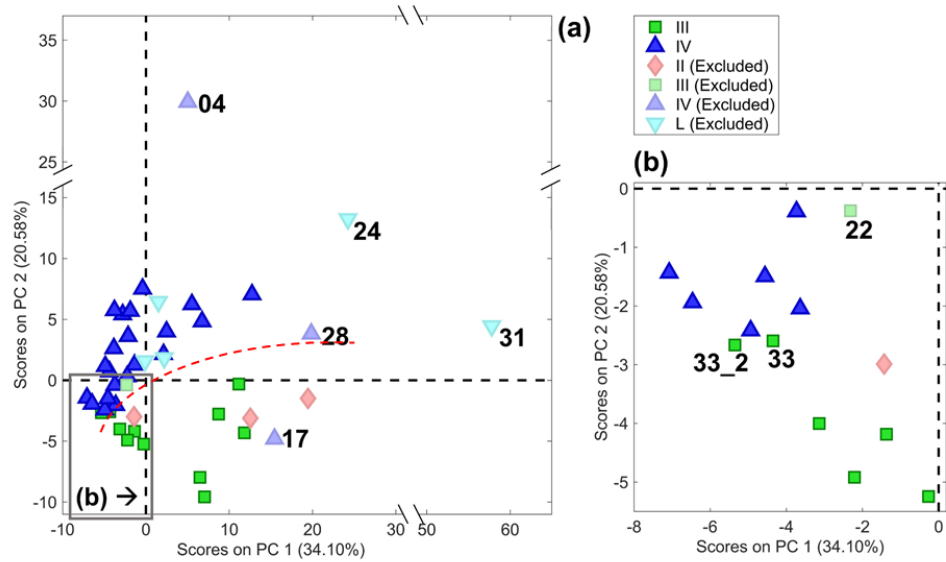 (a)
35
30
25
15
10
5
0
-5
-10
04
24
28
31
17
(b) →
-10
0
10
20
30
50
60
Scores on PC 1 (34.10%)
Scores on PC 2 (20.58%)
III
IV
II (Excluded)
III (Excluded)
IV (Excluded)
L (Excluded)
(b)
0
-1
-2
-3
-4
-5
22
33_2
33
-8
-6
-4
-2
0
Scores on PC 1 (34.10%)
Scores on PC 2 (20.58%)